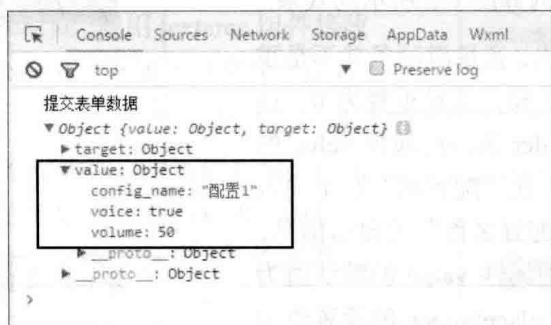 Console Sources Network Storage AppData Wxml
top Preserve log
提交表单数据
▼ Object {value: Object, target: Object}
▶ target: Object
▼ value: Object
config_name: "配置1"
voice: true
volume: 50
▶ __proto__: Object
▶ __proto__: Object
>